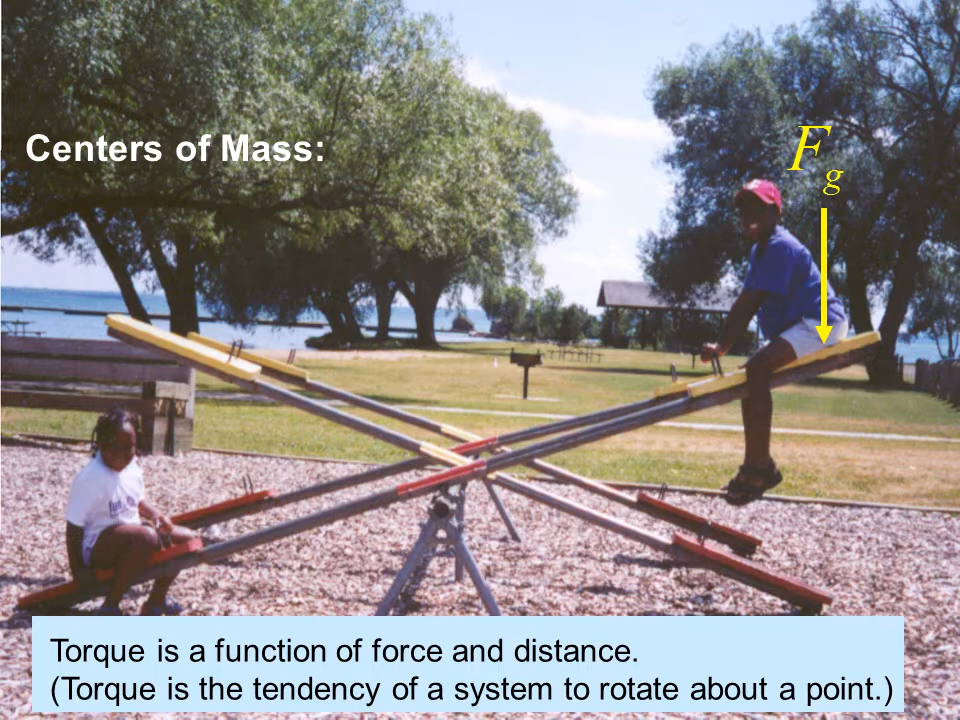 Centers of Mass:
F_g
Torque is a function of force and distance.
(Torque is the tendency of a system to rotate about a point.)